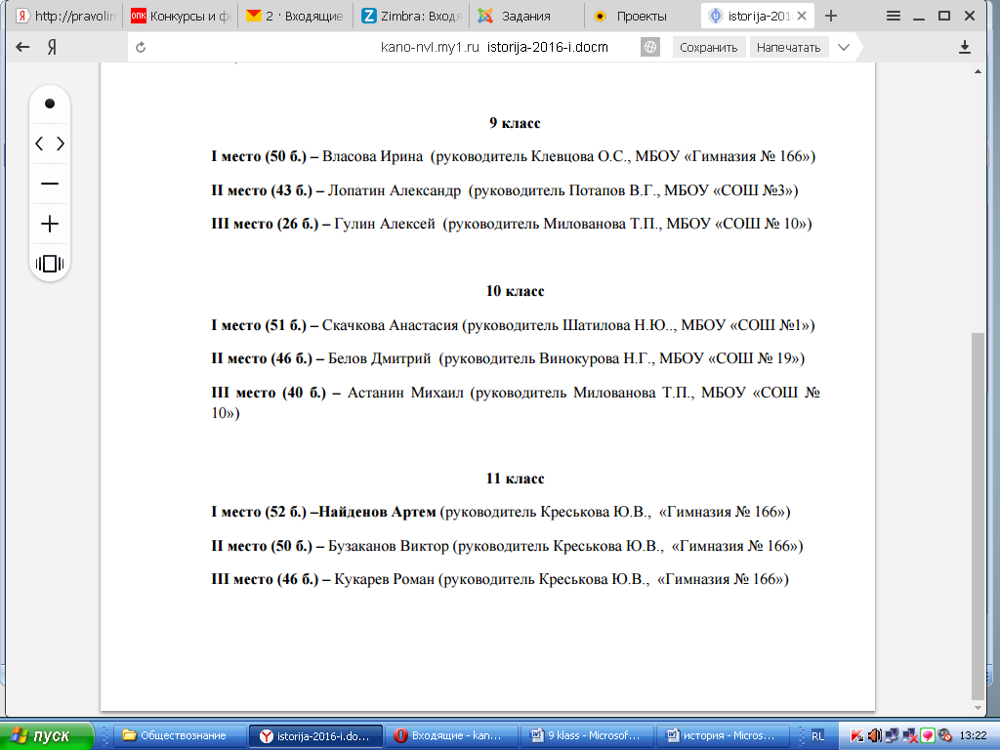 http://pravolim
Конкурсы и ф
2 · Входящие
Zimbra: Вход
Задания
Проекты
istorija-201
kano-nvl.my1.ru istorija-2016-i.docm
Сохранить
Напечатать
9 класс
I место (50 б.) – Власова Ирина (руководитель Клевцова О.С., МБОУ «Гимназия № 166»)
II место (43 б.) – Лопатин Александр (руководитель Потапов В.Г., МБОУ «СОШ №3»)
III место (26 б.) – Гулин Алексей (руководитель Милованова Т.П., МБОУ «СОШ № 10»)
10 класс
I место (51 б.) – Скачкова Анастасия (руководитель Шатилова Н.Ю.., МБОУ «СОШ №1»)
II место (46 б.) – Белов Дмитрий (руководитель Винокурова Н.Г., МБОУ «СОШ № 19»)
III место (40 б.) – Астанин Михаил (руководитель Милованова Т.П., МБОУ «СОШ №
10»)
11 класс
I место (52 б.) –Найденов Артем (руководитель Креськова Ю.В., «Гимназия № 166»)
II место (50 б.) – Бузаканов Виктор (руководитель Креськова Ю.В., «Гимназия № 166»)
III место (46 б.) – Кукарев Роман (руководитель Креськова Ю.В., «Гимназия № 166»)
пуск
Обществознание
istorija-2016-i.do...
Входящие - kan...
9 klass - Microsof...
история - Micros...
RL
13:22